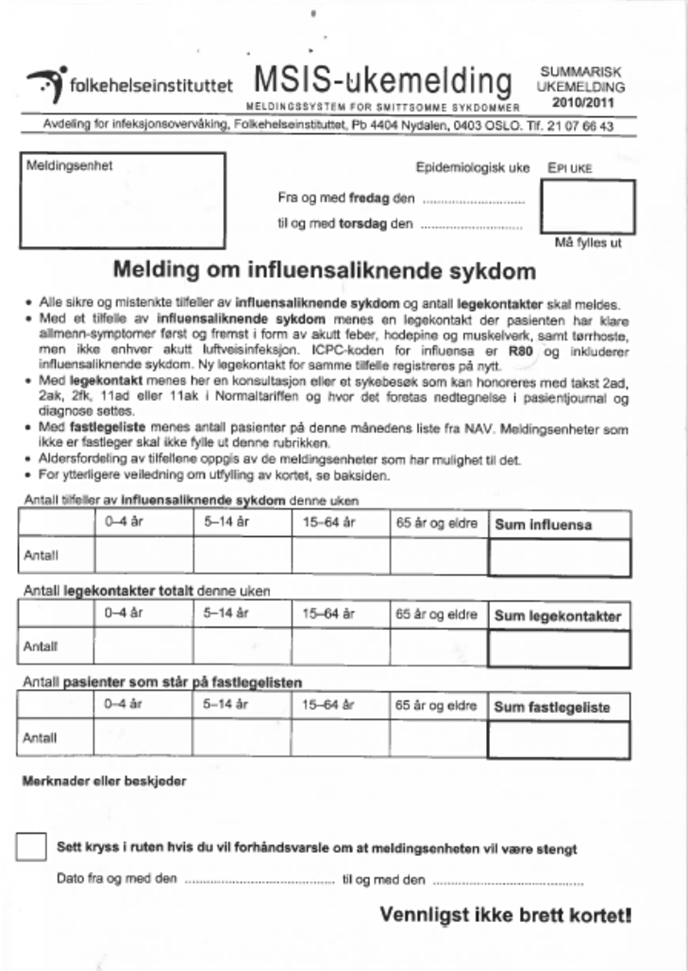 folkehelseinstituttet
MSIS-ukemelding
MELDINGSSYSTEM FOR SMITTSOMME SYKDOMMER
SUMMARISK
UKEMELDING
2010/2011
Avdeling for infeksjonsovervåking, Folkehelseinstituttet, Pb 4404 Nydalen, 0403 OSLO. Tlf. 21 07 66 43
Meldingsenhet
Epidemiologisk uke EPI UKE
Fra og med fredag den ............................
til og med torsdag den ............................
Må fylles ut
Melding om influensaliknende sykdom
• Alle sikre og mistenkte tilfeller av influensaliknende sykdom og antall legekontakter skal meldes.
• Med et tilfelle av influensaliknende sykdom menes en legekontakt der pasienten har klare
allmenn-symptomer først og fremst i form av akutt feber, hodepine og muskelverk, samt tørrhoste,
men ikke enhver akutt luftveisinfeksjon. ICPC-koden for influensa er R80 og inkluderer
influensaliknende sykdom. Ny legekontakt for samme tilfelle registreres på nytt.
• Med legekontakt menes her en konsultasjon eller et sykebesøk som kan honoreres med takst 2ad,
2ak, 2fk, 11ad eller 11ak i Normaltariffen og hvor det foretas nedtegnelse i pasientjournal og
diagnose settes.
• Med fastlegeliste menes antall pasienter på denne månedens liste fra NAV. Meldingsenheter som
ikke er fastleger skal ikke fylle ut denne rubrikken.
• Aldersfordeling av tilfellene oppgis av de meldingsenheter som har mulighet til det.
• For ytterligere veiledning om utfylling av kortet, se baksiden.
Antall tilfeller av influensaliknende sykdom denne uken
0–4 år 5–14 år 15–64 år 65 år og eldre Sum influensa
Antall
Antall legekontakter totalt denne uken
0–4 år 5–14 år 15–64 år 65 år og eldre Sum legekontakter
Antall
Antall pasienter som står på fastlegelisten
0–4 år 5–14 år 15–64 år 65 år og eldre Sum fastlegeliste
Antall
Merknader eller beskjeder
Sett kryss i ruten hvis du vil forhåndsvarsle om at meldingsenheten vil være stengt
Dato fra og med den ........................................ til og med den ........................................
Vennligst ikke brett kortet!